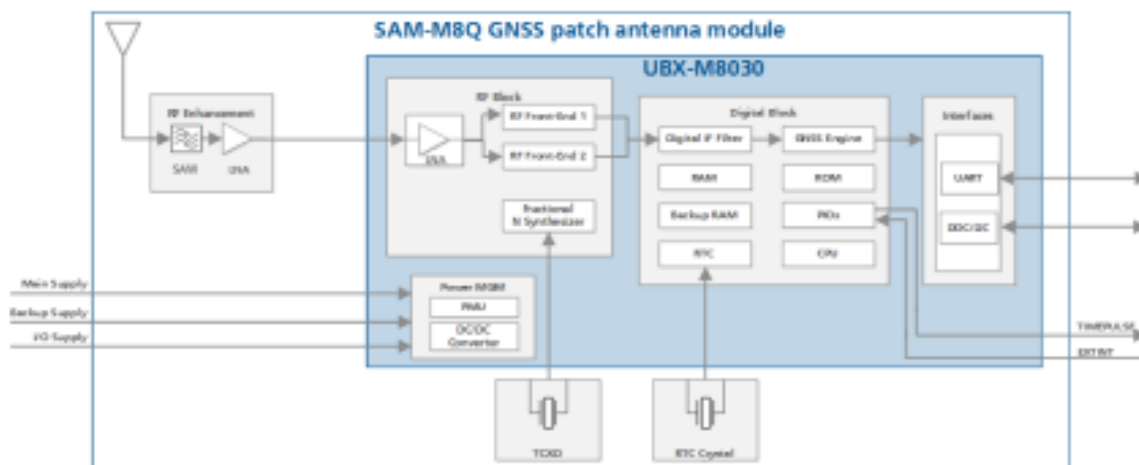 SAM-M8Q GNSS patch antenna module
UBX-M8030
RF Enhancement
SAW
LNA
RF Block
LNA
RF Front-End 1
RF Front-End 2
Fractional
N Synthesizer
Digital Block
Digital IF Filter
GNSS Engine
RAM
ROM
Backup RAM
PIOs
RTC
CPU
Interfaces
UART
DDC/I2C
Main Supply
Backup Supply
I/O Supply
Power MGM
PMU
DC/DC
Converter
TIMEPULSE
EXTINT
TCXO
RTC Crystal